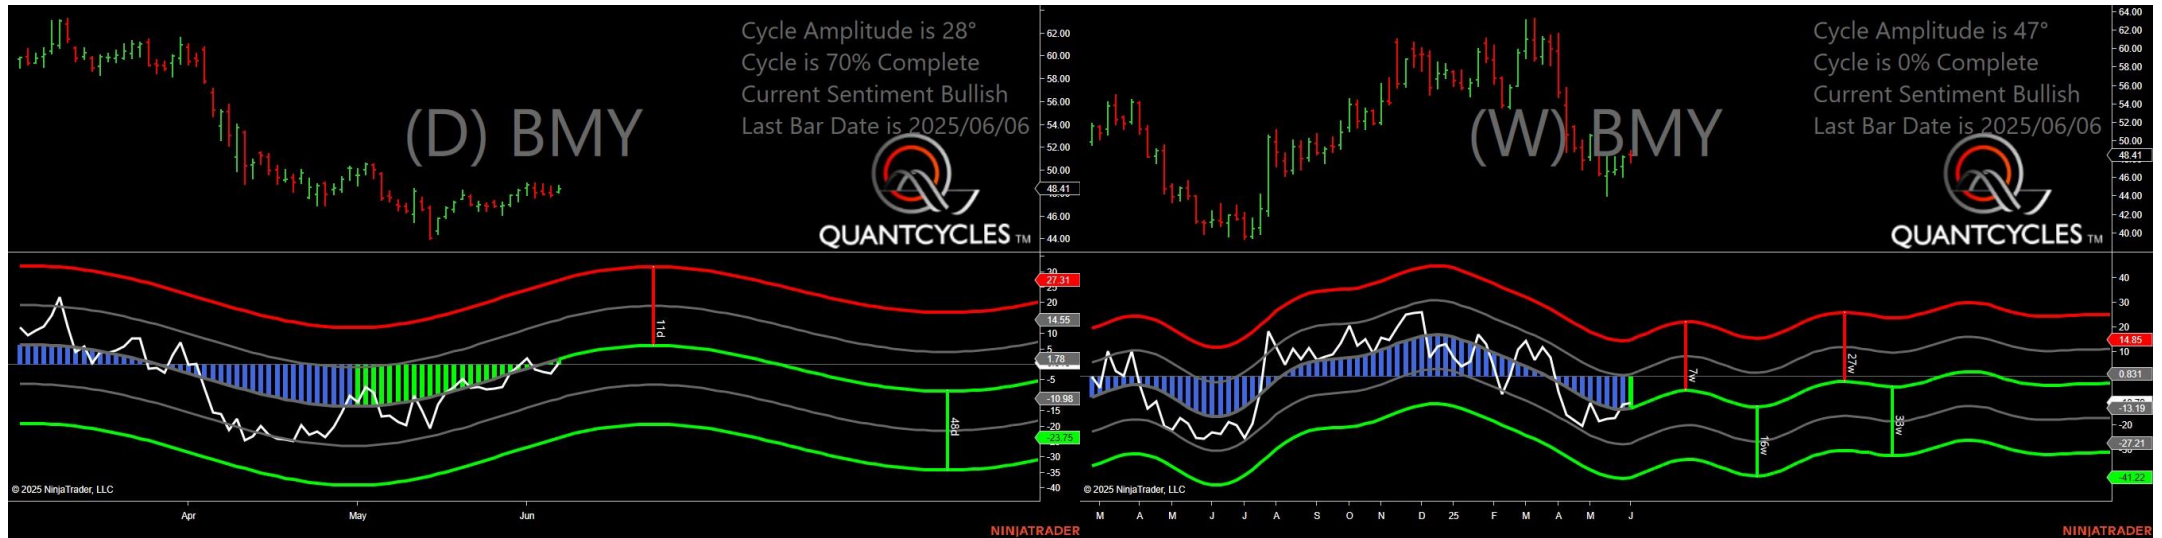 Cycle Amplitude is 28°
Cycle is 70% Complete
Current Sentiment Bullish
Last Bar Date is 2025/06/06
(D) BMY
QUANTCYCLES TM
62.00
60.00
58.00
56.00
54.00
52.00
50.00
48.41
46.00
44.00
30
27.31
25
20
14.55
10
5
1.78
-5
-10.98
-15
-20
-23.75
-30
-35
-40
11d
48d
© 2025 NinjaTrader, LLC
Apr
May
Jun
NINJATRADER
Cycle Amplitude is 47°
Cycle is 0% Complete
Current Sentiment Bullish
Last Bar Date is 2025/06/06
(W) BMY
QUANTCYCLES TM
64.00
62.00
60.00
58.00
56.00
54.00
52.00
50.00
48.41
46.00
44.00
42.00
40.00
40
30
20
14.85
10
0.831
-13.19
-20
-27.21
-41.22
7w
16w
27w
33w
© 2025 NinjaTrader, LLC
M A M J J A S O N D 25 F M A M J
NINJATRADER